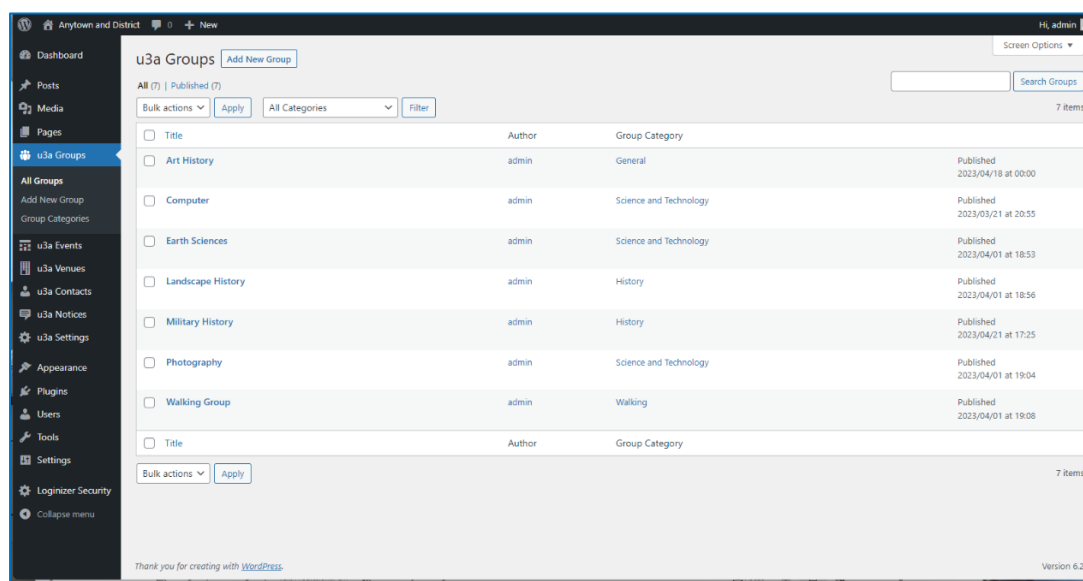 Anytown and District 0 New Hi, admin
Dashboard
Posts
Media
Pages
u3a Groups
All Groups
Add New Group
Group Categories
u3a Events
u3a Venues
u3a Contacts
u3a Notices
u3a Settings
Appearance
Plugins
Users
Tools
Settings
Loginizer Security
Collapse menu
Screen Options
u3a Groups Add New Group
All (7) | Published (7)
Search Groups
Bulk actions Apply All Categories Filter 7 items
Title Author Group Category
Art History admin General Published
2023/04/18 at 00:00
Computer admin Science and Technology Published
2023/03/21 at 20:55
Earth Sciences admin Science and Technology Published
2023/04/01 at 18:53
Landscape History admin History Published
2023/04/01 at 18:56
Military History admin History Published
2023/04/21 at 17:25
Photography admin Science and Technology Published
2023/04/01 at 19:04
Walking Group admin Walking Published
2023/04/01 at 19:08
Title Author Group Category
Bulk actions Apply 7 items
Thank you for creating with WordPress. Version 6.2